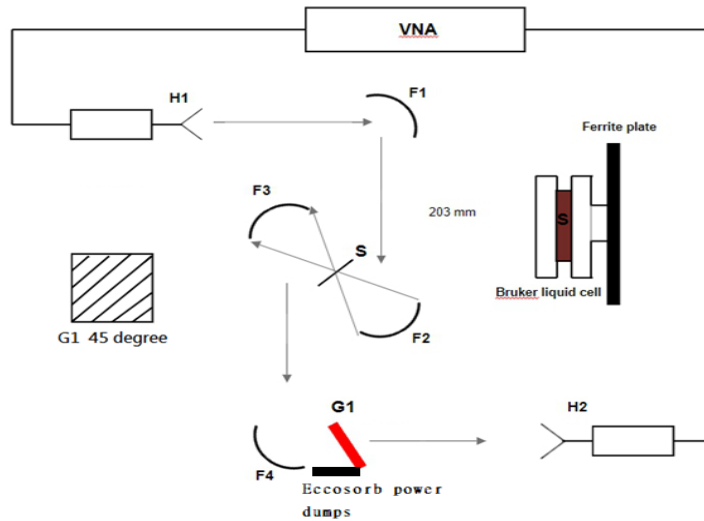 VNA
H1
F1
Ferrite plate
F3
203 mm
S
S
Bruker liquid cell
G1 45 degree
F2
G1
H2
F4
Eccosorb power
dumps